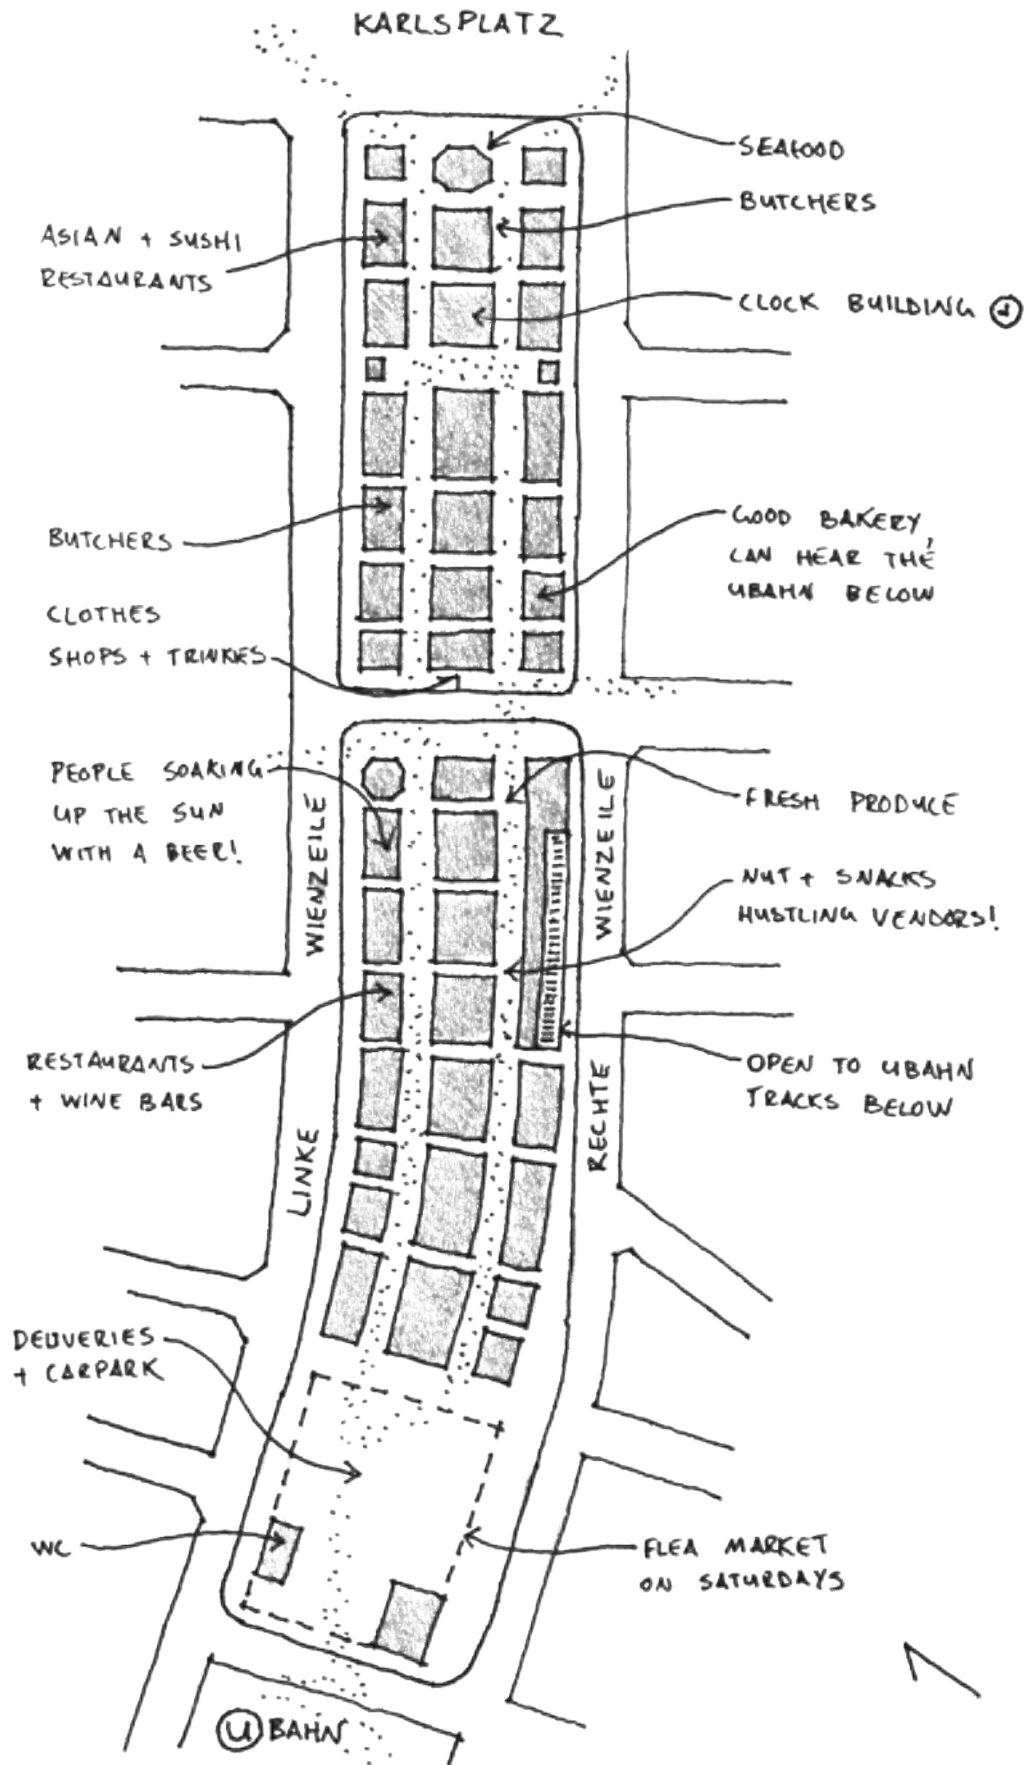 KARLSPLATZ
SEAFOOD
BUTCHERS
ASIAN + SUSHI
RESTAURANTS
CLOCK BUILDING
BUTCHERS
GOOD BAKERY,
CAN HEAR THE
UBAHN BELOW
CLOTHES
SHOPS + TRINKIES
PEOPLE SOAKING
UP THE SUN
WITH A BEER!
FRESH PRODUCE
NUT + SNACKS
HUSTLING VENDORS!
LINKE WIENZEILE
RECHTE WIENZEILE
RESTAURANTS
+ WINE BARS
OPEN TO UBAHN
TRACKS BELOW
DELIVERIES
+ CARPARK
WC
FLEA MARKET
ON SATURDAYS
U BAHN